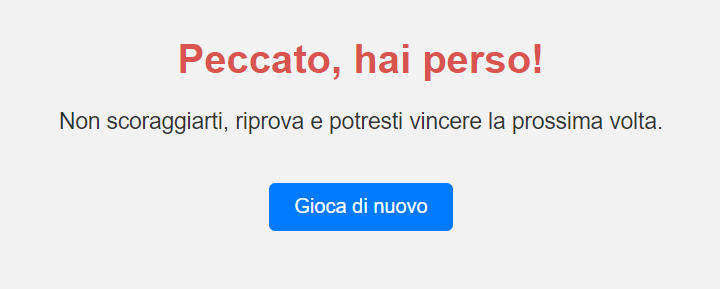 Peccato, hai perso!
Non scoraggiarti, riprova e potresti vincere la prossima volta.
Gioca di nuovo